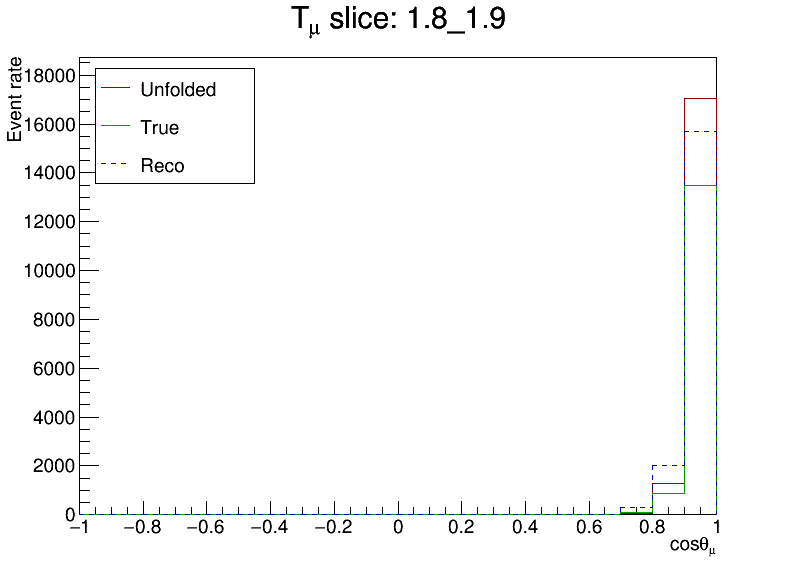 Tμ slice: 1.8_1.9
Event rate
18000
16000
14000
12000
10000
8000
6000
4000
2000
0
Unfolded
True
Reco
−1 −0.8 −0.6 −0.4 −0.2 0 0.2 0.4 0.6 0.8 1
cosθμ